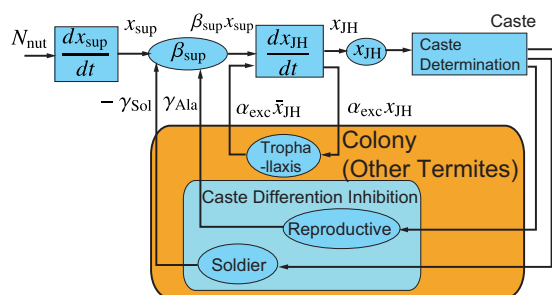 Caste
N_nut
dx_sup
dt
x_sup
β_sup x_sup
β_sup
dx_JH
dt
x_JH
x_JH
Caste
Determination
− γ_Sol
γ_Ala
α_exc x̄_JH
α_exc x_JH
Colony
(Other Termites)
Tropha
-llaxis
Caste Differention Inhibition
Reproductive
Soldier